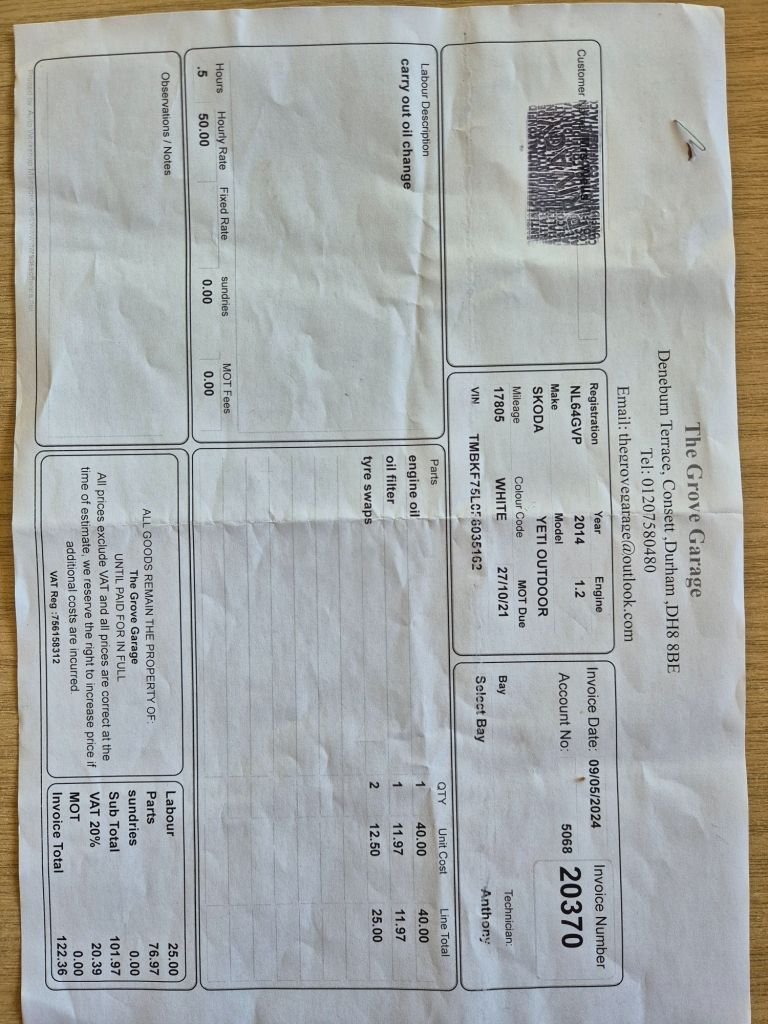 The Grove Garage
Deneburn Terrace, Consett ,Durham ,DH8 8BE
Tel: 01207580480
Email: thegrovegarage@outlook.com
Customer
Registration Year Engine
NL64GVP 2014 1.2
Make Model
SKODA YETI OUTDOOR
Mileage Colour Code MOT Due
17805 WHITE 27/10/21
VIN TMBKF75LCF6035162
Invoice Date: 09/05/2024
Account No: 5068
Invoice Number
20370
Bay Technician:
Select Bay Anthony
Labour Description
carry out oil change
Hours Hourly Rate Fixed Rate sundries MOT Fees
.5 50.00 0.00 0.00
Parts QTY Unit Cost Line Total
engine oil 1 40.00 40.00
oil filter 1 11.97 11.97
tyre swaps 2 12.50 25.00
Observations / Notes
ALL GOODS REMAIN THE PROPERTY OF:
The Grove Garage
UNTIL PAID FOR IN FULL
All prices exclude VAT and all prices are correct at the
time of estimate, we reserve the right to increase price if
additional costs are incurred.
VAT Reg :756158312
Labour 25.00
Parts 76.97
sundries 0.00
Sub Total 101.97
VAT 20% 20.39
MOT 0.00
Invoice Total 122.36